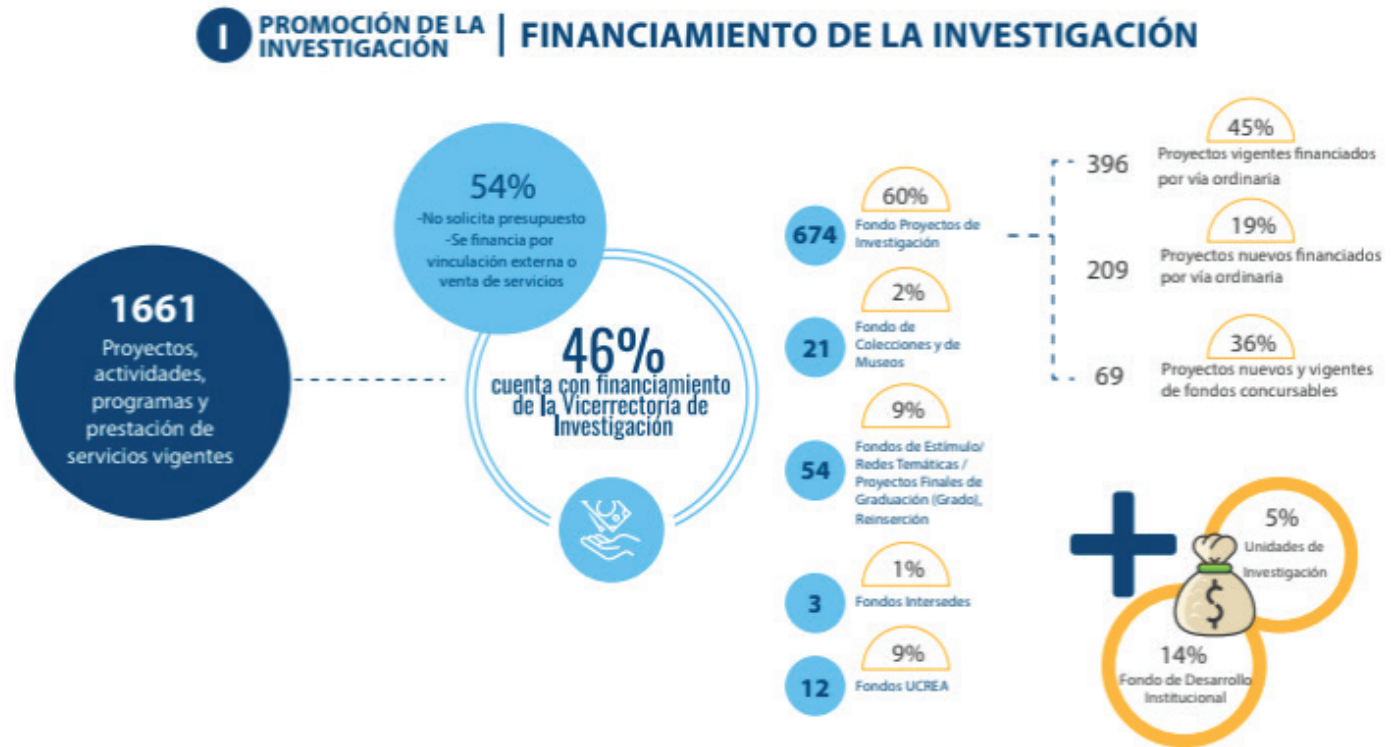 I PROMOCIÓN DE LA
INVESTIGACIÓN
FINANCIAMIENTO DE LA INVESTIGACIÓN
1661
Proyectos,
actividades,
programas y
prestación de
servicios vigentes
54%
-No solicita presupuesto
-Se financia por
vinculación externa o
venta de servicios
46%
cuenta con financiamiento
de la Vicerrectoría de
Investigación
674
60%
Fondo Proyectos de
Investigación
21
2%
Fondo de
Colecciones y de
Museos
54
9%
Fondos de Estímulo/
Redes Temáticas /
Proyectos Finales de
Graduación (Grado),
Reinserción
3
1%
Fondos Intersedes
12
9%
Fondos UCREA
396
45%
Proyectos vigentes financiados
por vía ordinaria
209
19%
Proyectos nuevos financiados
por vía ordinaria
69
36%
Proyectos nuevos y vigentes
de fondos concursables
5%
Unidades de
Investigación
$
14%
Fondo de Desarrollo
Institucional